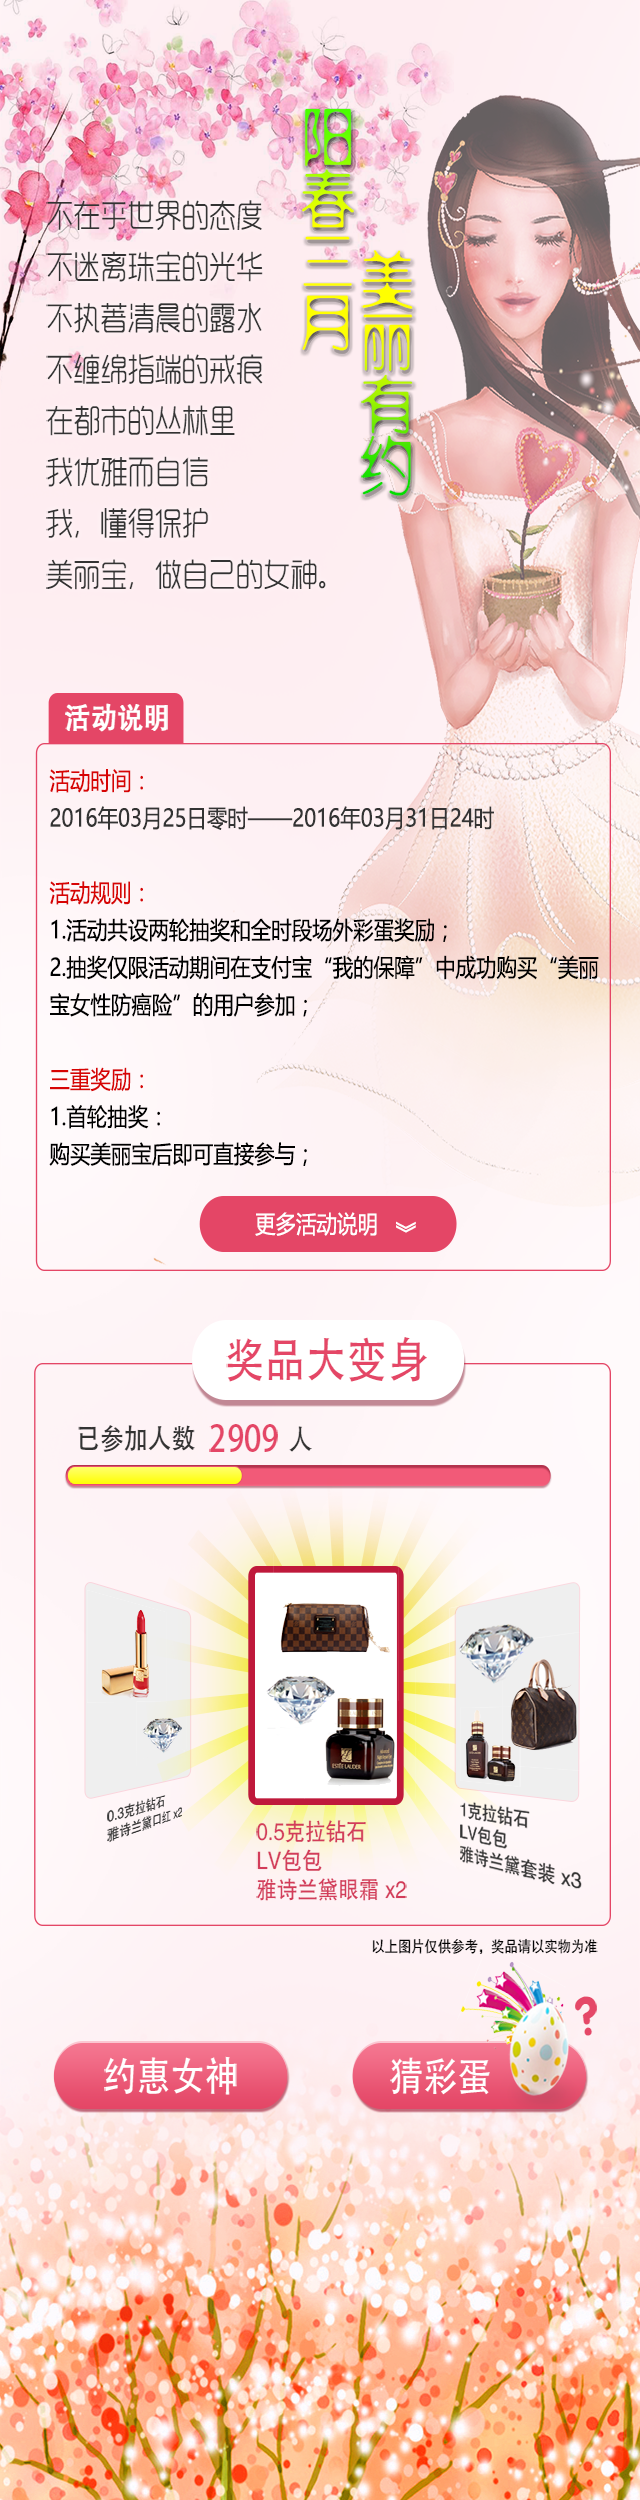 阳春三月
美丽有约
不在乎世界的态度
不迷离珠宝的光华
不执著清晨的露水
不缠绵指端的戒痕
在都市的丛林里
我优雅而自信
我，懂得保护
美丽宝，做自己的女神。
活动说明
活动时间：
2016年03月25日零时——2016年03月31日24时
活动规则：
1.活动共设两轮抽奖和全时段场外彩蛋奖励；
2.抽奖仅限活动期间在支付宝“我的保障”中成功购买“美丽
宝女性防癌险”的用户参加；
三重奖励：
1.首轮抽奖：
购买美丽宝后即可直接参与；
更多活动说明
奖品大变身
已参加人数 2909 人
0.3克拉钻石
雅诗兰黛口红 x2
ESTĒE LAUDER
0.5克拉钻石
LV包包
雅诗兰黛眼霜 x2
1克拉钻石
LV包包
雅诗兰黛套装 x3
以上图片仅供参考，奖品请以实物为准
约惠女神
猜彩蛋
?